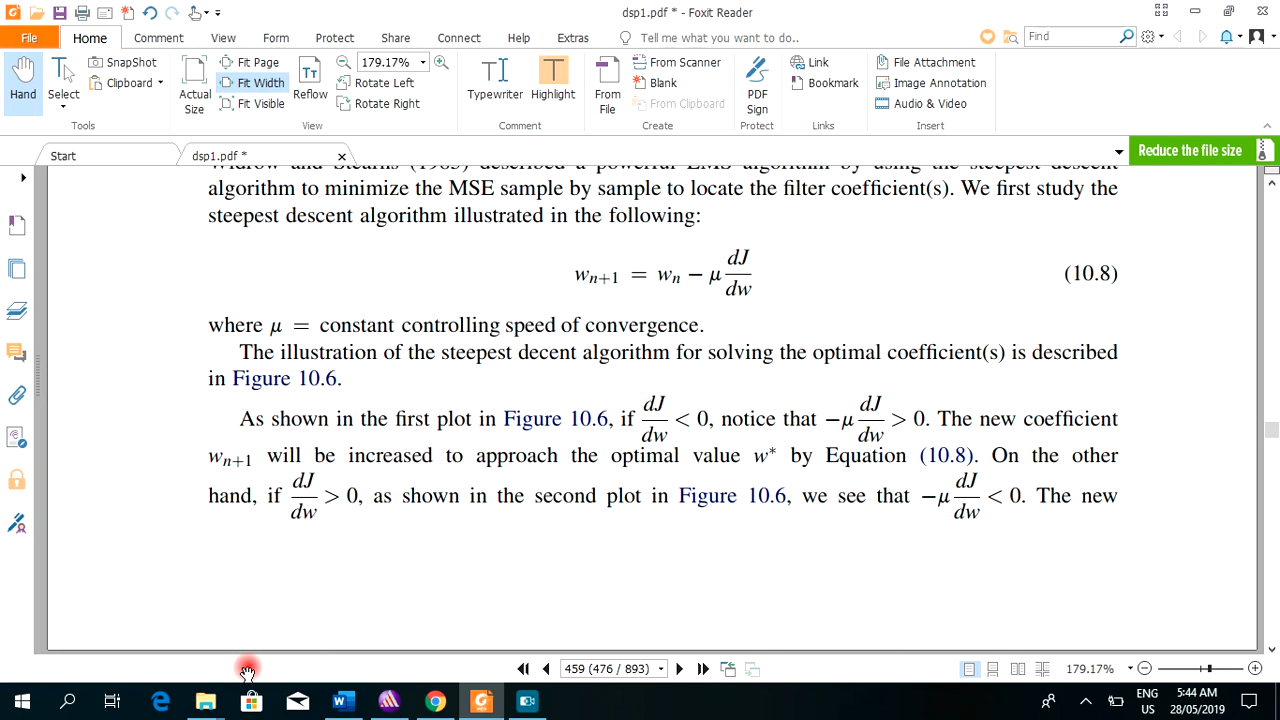 dsp1.pdf * - Foxit Reader
File Home Comment View Form Protect Share Connect Help Extras Tell me what you want to do.. Find
Hand
Select
SnapShot
Clipboard
Tools
Actual Size
Fit Page
Fit Width
Fit Visible
Reflow
179.17%
Rotate Left
Rotate Right
View
Typewriter
Highlight
Comment
From File
From Scanner
Blank
From Clipboard
Create
PDF Sign
Protect
Link
Bookmark
Links
File Attachment
Image Annotation
Audio & Video
Insert
Start
dsp1.pdf *
Reduce the file size
algorithm to minimize the MSE sample by sample to locate the filter coefficient(s). We first study the
steepest descent algorithm illustrated in the following:
wₙ₊₁ = wₙ − μ dJ/dw (10.8)
where μ = constant controlling speed of convergence.
The illustration of the steepest decent algorithm for solving the optimal coefficient(s) is described
in Figure 10.6.
As shown in the first plot in Figure 10.6, if dJ/dw < 0, notice that −μ dJ/dw > 0. The new coefficient
wₙ₊₁ will be increased to approach the optimal value w* by Equation (10.8). On the other
hand, if dJ/dw > 0, as shown in the second plot in Figure 10.6, we see that −μ dJ/dw < 0. The new
459 (476 / 893)
179.17%
ENG
US
5:44 AM
28/05/2019